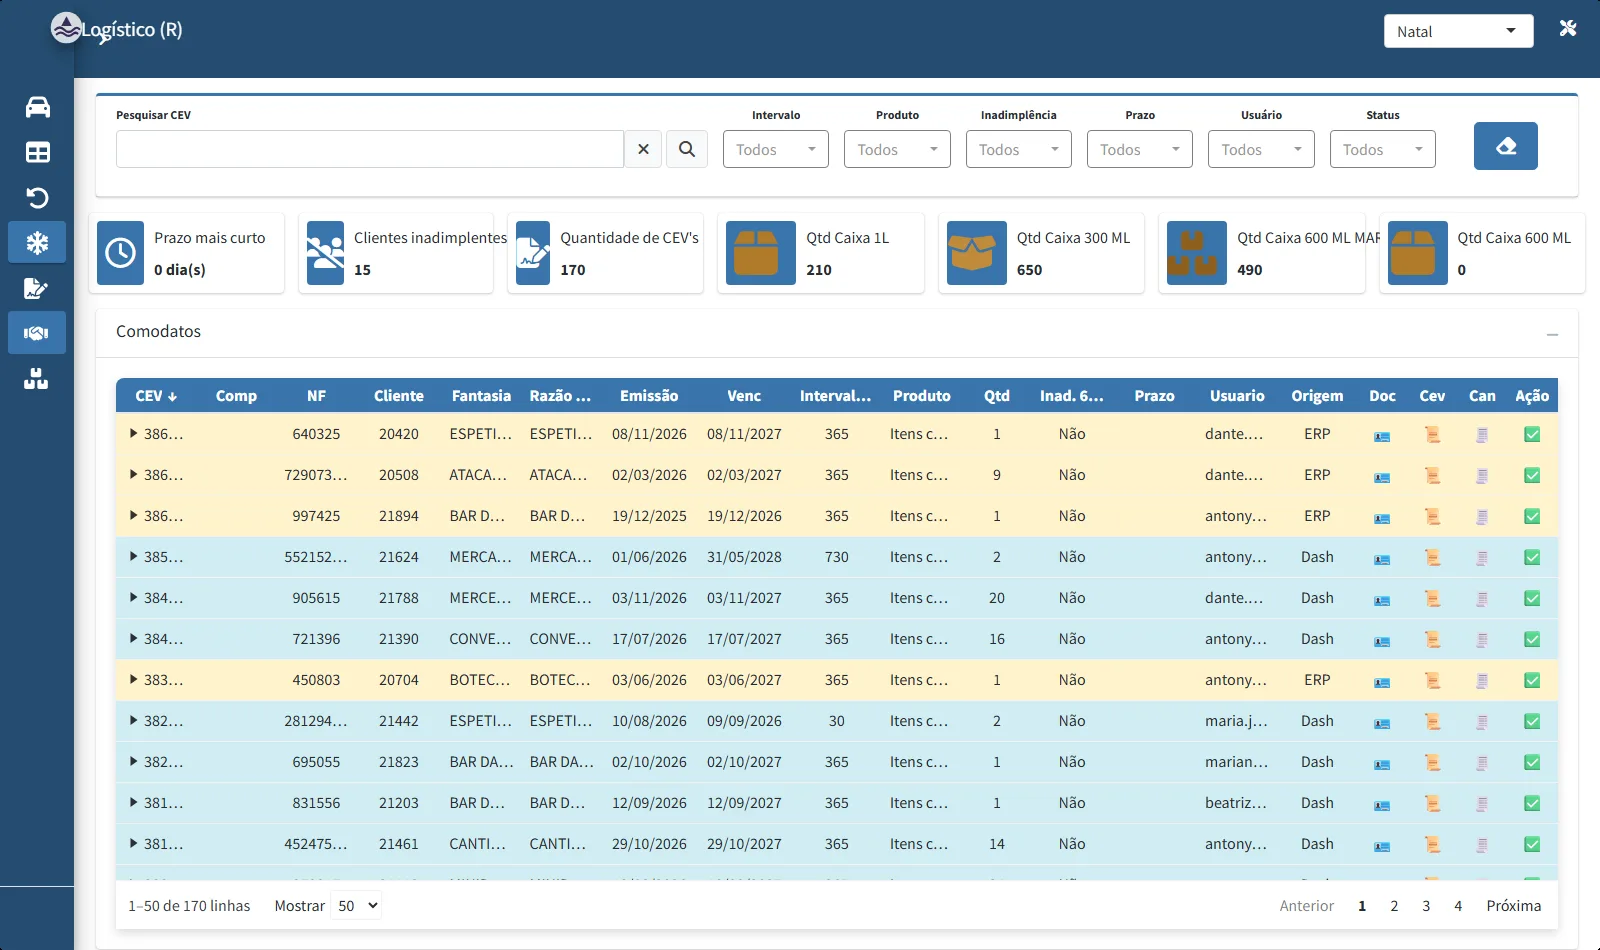 Logístico (R)
Natal
Pesquisar CEV
Intervalo
Produto
Inadimplência
Prazo
Usuário
Status
Todos
Todos
Todos
Todos
Todos
Todos
Prazo mais curto
0 dia(s)
Clientes inadimplentes
15
Quantidade de CEV's
170
Qtd Caixa 1L
210
Qtd Caixa 300 ML
650
Qtd Caixa 600 ML MAR
490
Qtd Caixa 600 ML
0
Comodatos
CEV Comp NF Cliente Fantasia Razão ... Emissão Venc Interval... Produto Qtd Inad. 6... Prazo Usuario Origem Doc Cev Can Ação
386... 640325 20420 ESPETI... ESPETI... 08/11/2026 08/11/2027 365 Itens c... 1 Não dante.... ERP
386... 729073... 20508 ATACA... ATACA... 02/03/2026 02/03/2027 365 Itens c... 9 Não dante.... ERP
386... 997425 21894 BAR D... BAR D... 19/12/2025 19/12/2026 365 Itens c... 1 Não antony... ERP
385... 552152... 21624 MERCA... MERCA... 01/06/2026 31/05/2028 730 Itens c... 2 Não antony... Dash
384... 905615 21788 MERCE... MERCE... 03/11/2026 03/11/2027 365 Itens c... 20 Não dante.... Dash
384... 721396 21390 CONVE... CONVE... 17/07/2026 17/07/2027 365 Itens c... 16 Não antony... Dash
383... 450803 20704 BOTEC... BOTEC... 03/06/2026 03/06/2027 365 Itens c... 1 Não antony... ERP
382... 281294... 21442 ESPETI... ESPETI... 10/08/2026 09/09/2026 30 Itens c... 2 Não maria.j... Dash
382... 695055 21823 BAR DA... BAR DA... 02/10/2026 02/10/2027 365 Itens c... 1 Não marian... Dash
381... 831556 21203 BAR D... BAR D... 12/09/2026 12/09/2027 365 Itens c... 1 Não beatriz... Dash
381... 452475... 21461 CANTI... CANTI... 29/10/2026 29/10/2027 365 Itens c... 14 Não antony... Dash
1–50 de 170 linhas Mostrar 50 Anterior 1 2 3 4 Próxima